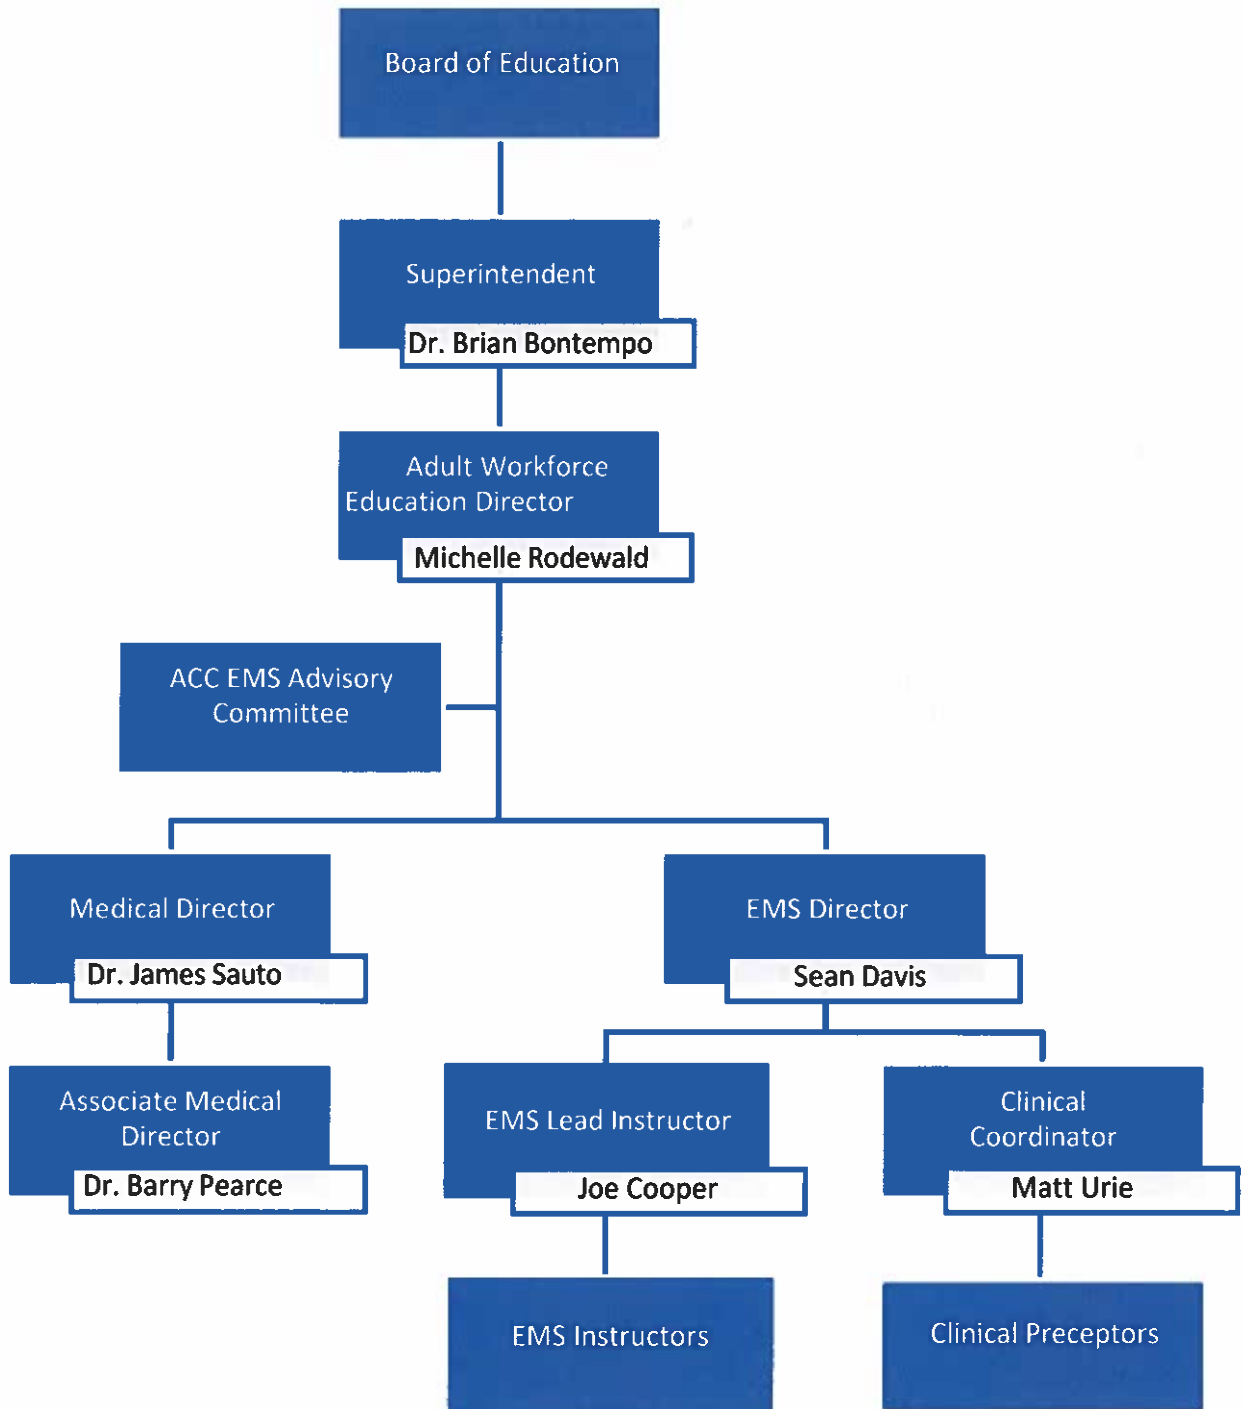 Board of Education
Superintendent
Dr. Brian Bontempo
Adult Workforce
Education Director
Michelle Rodewald
ACC EMS Advisory
Committee
Medical Director
Dr. James Sauto
EMS Director
Sean Davis
Associate Medical
Director
Dr. Barry Pearce
EMS Lead Instructor
Joe Cooper
Clinical
Coordinator
Matt Urie
EMS Instructors
Clinical Preceptors